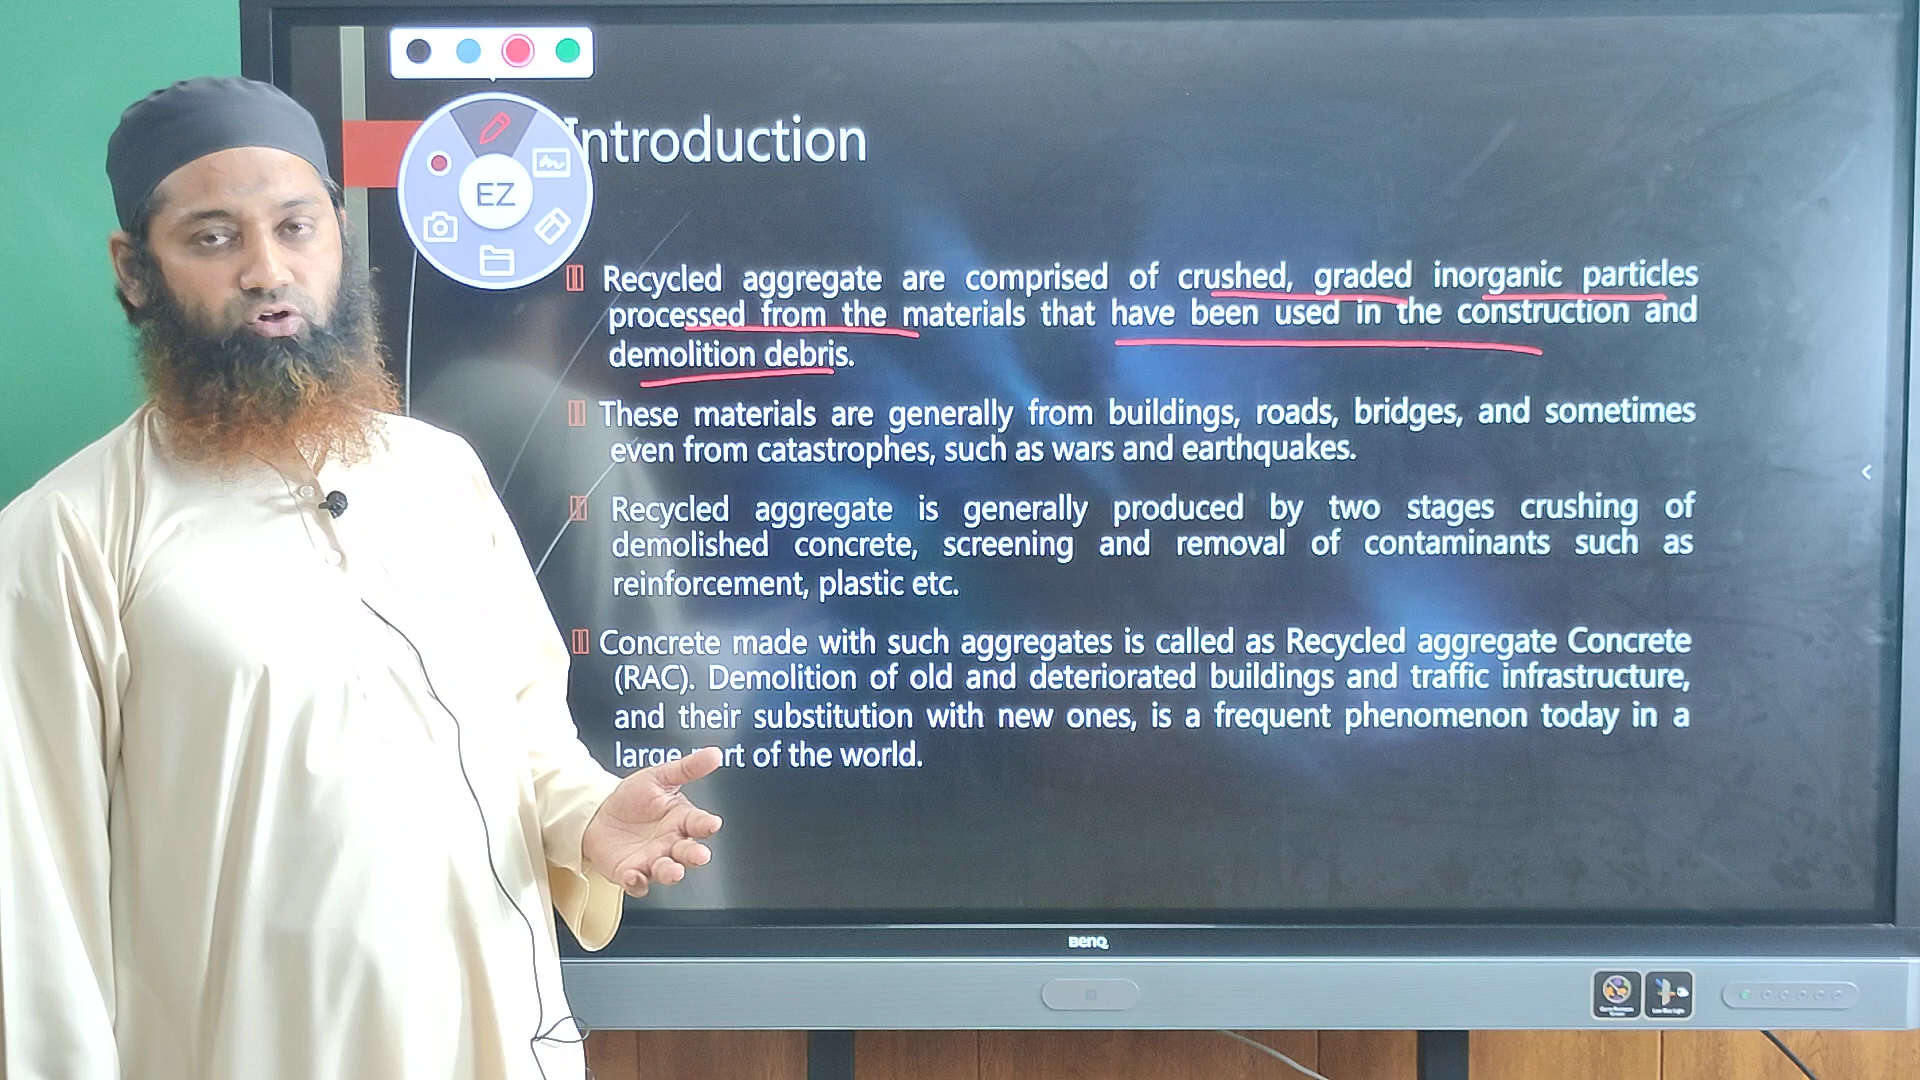 Introduction
EZ
Recycled aggregate are comprised of crushed, graded inorganic particles
processed from the materials that have been used in the construction and
demolition debris.
These materials are generally from buildings, roads, bridges, and sometimes
even from catastrophes, such as wars and earthquakes.
Recycled aggregate is generally produced by two stages crushing of
demolished concrete, screening and removal of contaminants such as
reinforcement, plastic etc.
Concrete made with such aggregates is called as Recycled aggregate Concrete
(RAC). Demolition of old and deteriorated buildings and traffic infrastructure,
and their substitution with new ones, is a frequent phenomenon today in a
large part of the world.
BenQ